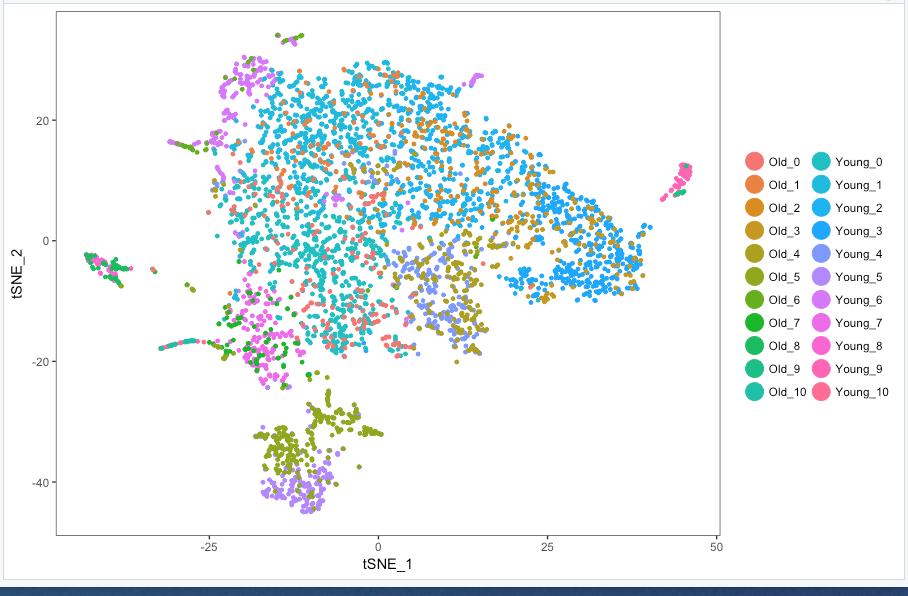 tSNE_2
20
0
-20
-40
-25
0
25
50
tSNE_1
Old_0 Young_0
Old_1 Young_1
Old_2 Young_2
Old_3 Young_3
Old_4 Young_4
Old_5 Young_5
Old_6 Young_6
Old_7 Young_7
Old_8 Young_8
Old_9 Young_9
Old_10 Young_10